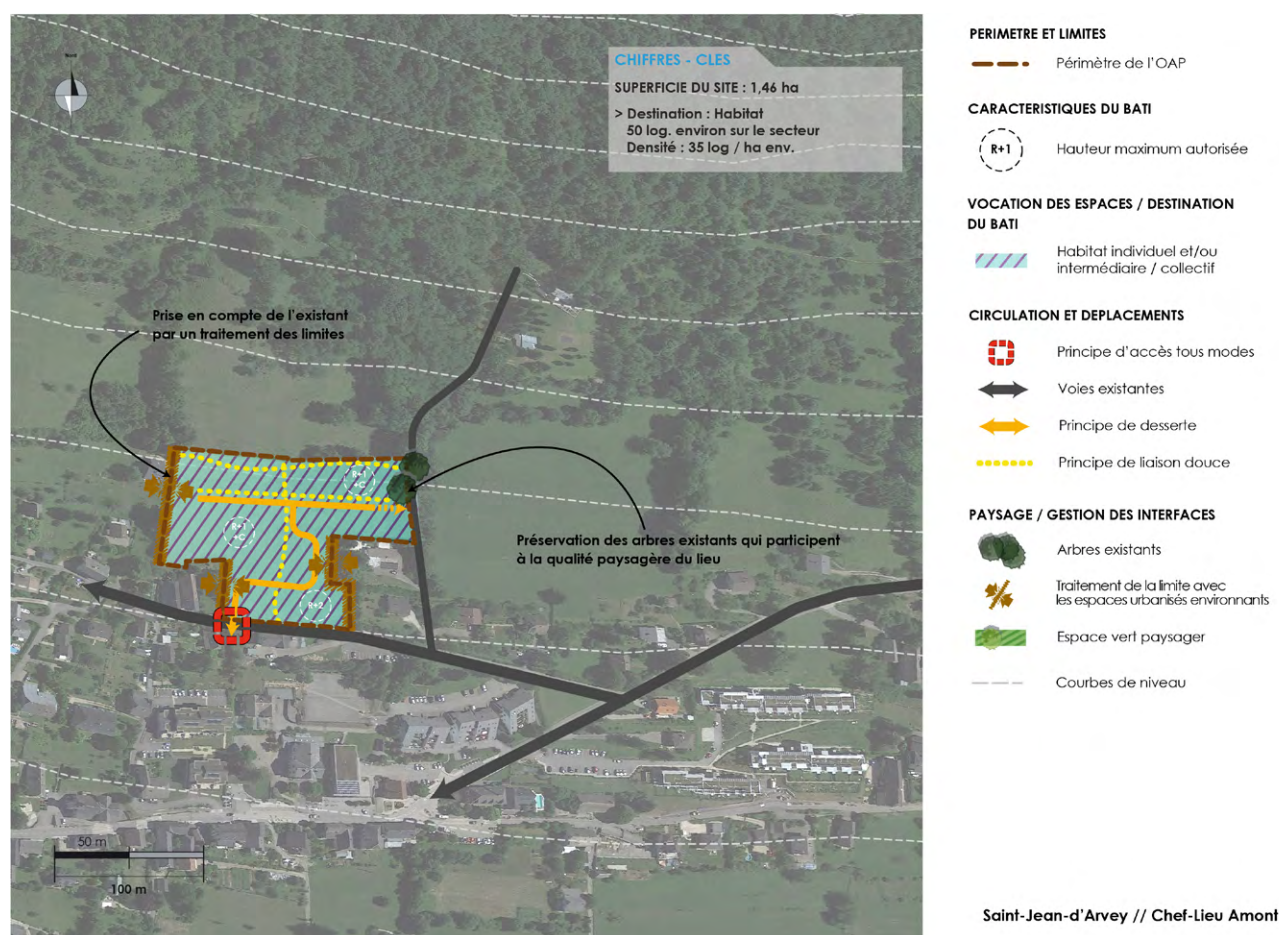 Nord
CHIFFRES - CLES
SUPERFICIE DU SITE : 1,46 ha
> Destination : Habitat
50 log. environ sur le secteur
Densité : 35 log / ha env.
Prise en compte de l'existant
par un traitement des limites
R+1
+C
R+1
+C
R+2
Préservation des arbres existants qui participent
à la qualité paysagère du lieu
50 m
100 m
PERIMETRE ET LIMITES
Périmètre de l'OAP
CARACTERISTIQUES DU BATI
R+1
Hauteur maximum autorisée
VOCATION DES ESPACES / DESTINATION
DU BATI
Habitat individuel et/ou
intermédiaire / collectif
CIRCULATION ET DEPLACEMENTS
Principe d'accès tous modes
Voies existantes
Principe de desserte
Principe de liaison douce
PAYSAGE / GESTION DES INTERFACES
Arbres existants
Traitement de la limite avec
les espaces urbanisés environnants
Espace vert paysager
Courbes de niveau
Saint-Jean-d'Arvey // Chef-Lieu Amont